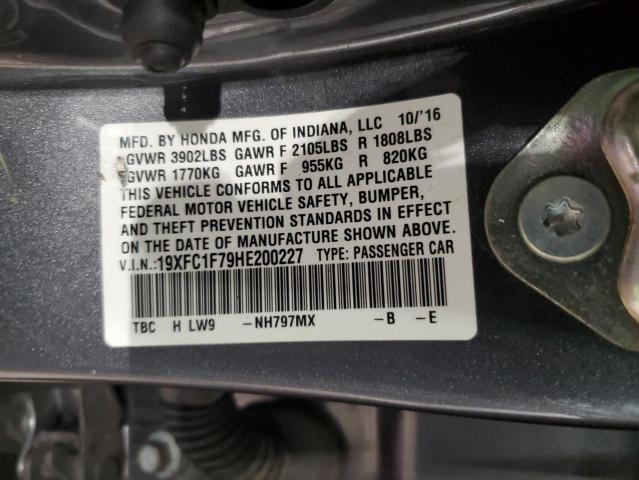 MFD. BY HONDA MFG. OF INDIANA, LLC 10/'16
GVWR 3902LBS GAWR F 2105LBS R 1808LBS
GVWR 1770KG GAWR F 955KG R 820KG
THIS VEHICLE CONFORMS TO ALL APPLICABLE
FEDERAL MOTOR VEHICLE SAFETY, BUMPER,
AND THEFT PREVENTION STANDARDS IN EFFECT
ON THE DATE OF MANUFACTURE SHOWN ABOVE.
V.I.N.:19XFC1F79HE200227 TYPE: PASSENGER CAR
TBC H LW9 -NH797MX -B -E